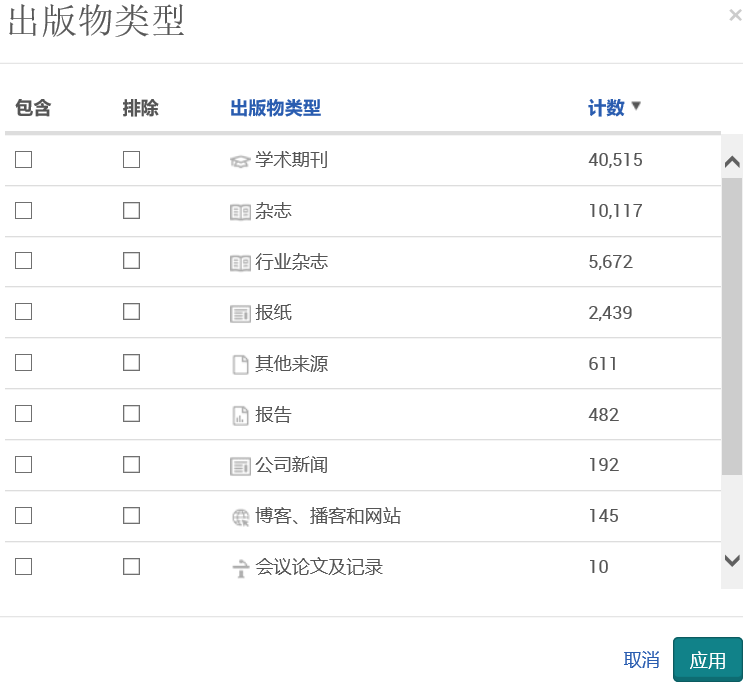 出版物类型
包含 排除 出版物类型 计数
学术期刊 40,515
杂志 10,117
行业杂志 5,672
报纸 2,439
其他来源 611
报告 482
公司新闻 192
博客、播客和网站 145
会议论文及记录 10
取消 应用